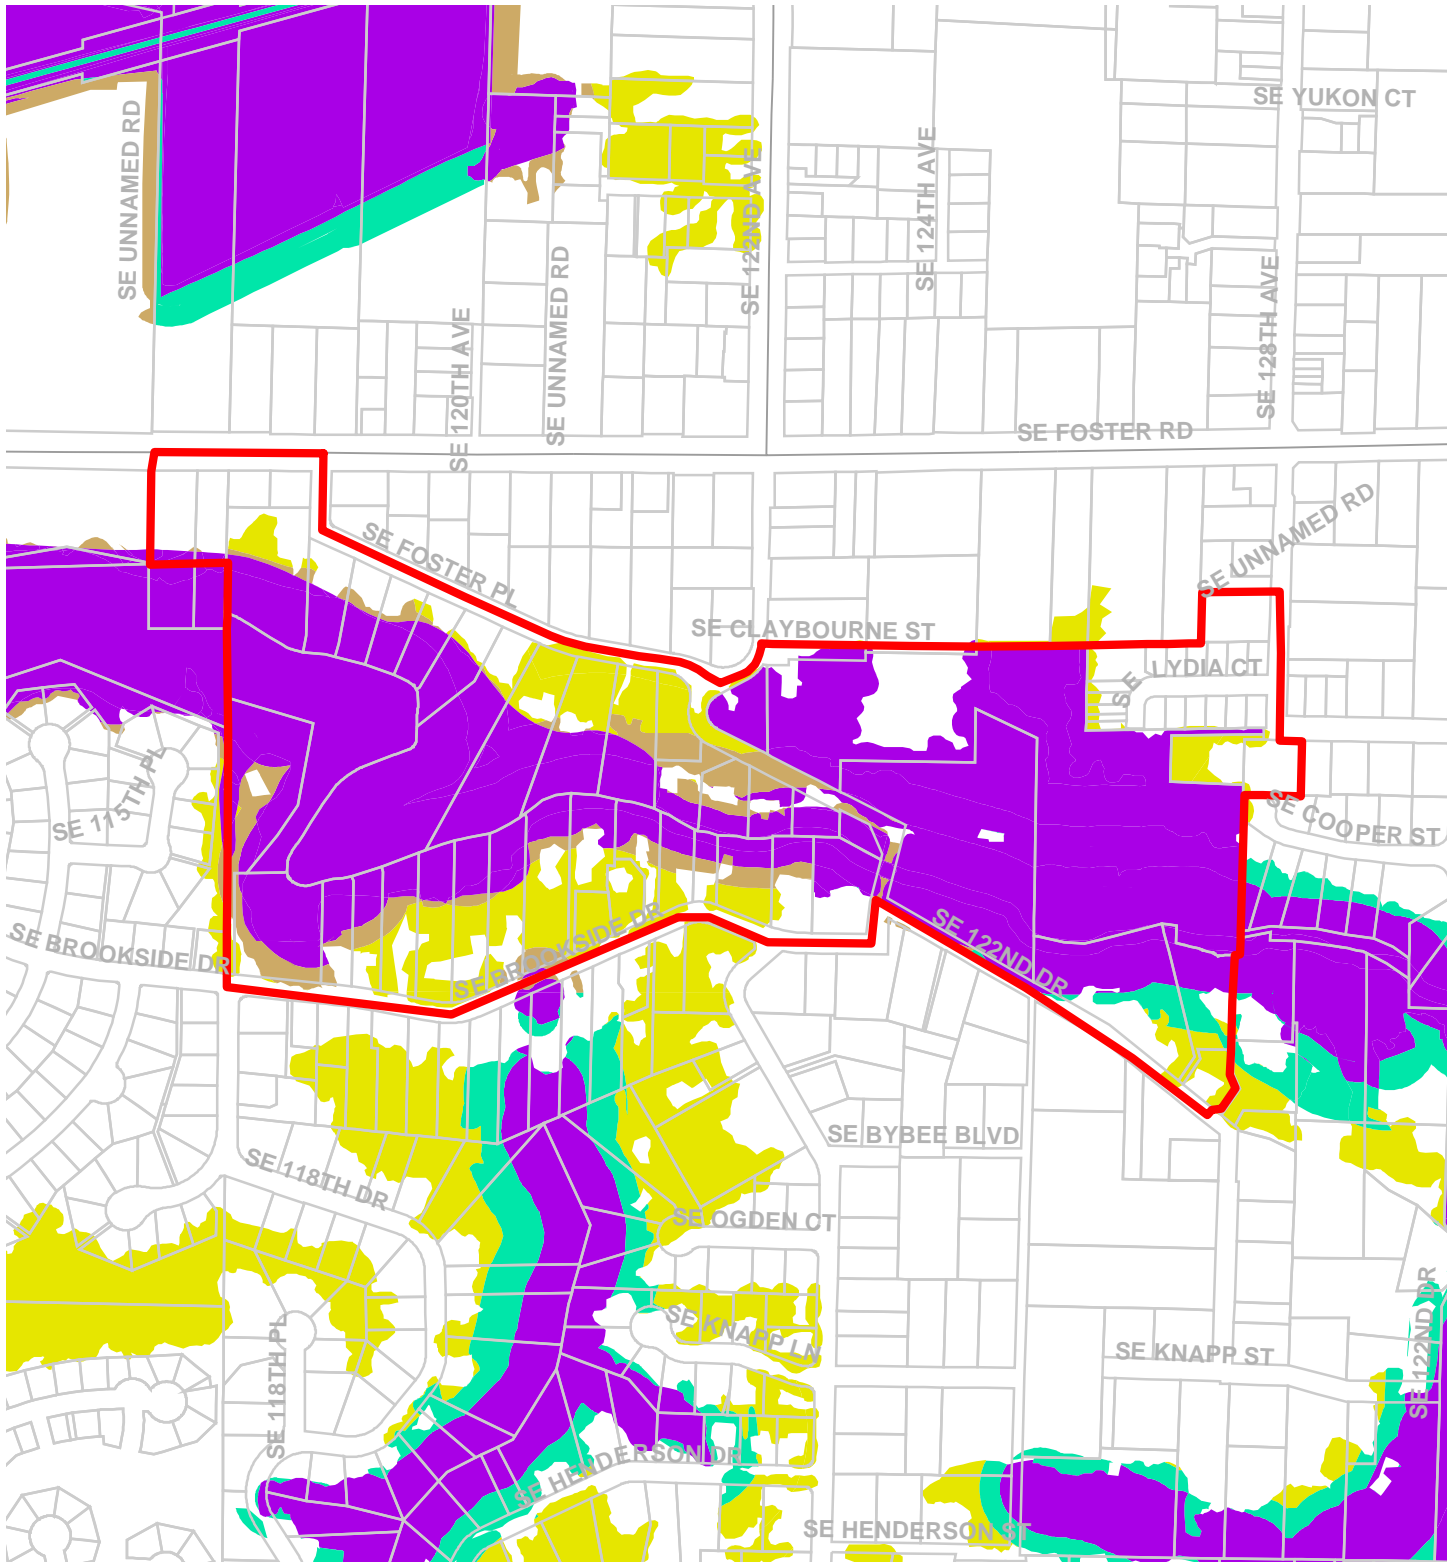 SE YUKON CT
SE UNNAMED RD
SE 122ND AVE
SE 124TH AVE
SE UNNAMED RD
SE 128TH AVE
SE 120TH AVE
SE FOSTER RD
SE UNNAMED RD
SE FOSTER PL
SE CLAYBOURNE ST
SE LYDIA CT
SE 115TH PL
SE COOPER ST
SE BROOKSIDE DR
SE BROOKSIDE DR
SE 122ND DR
SE BYBEE BLVD
SE 118TH DR
SE OGDEN CT
SE KNAPP LN
SE KNAPP ST
SE 122ND DR
SE 118TH PL
SE HENDERSON DR
SE HENDERSON ST